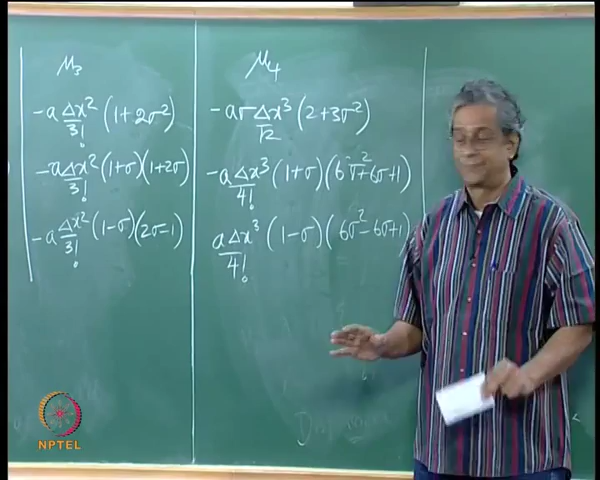 μ₃ μ₄
-a Δx²/3! (1+2σ²) -aσ Δx³/12 (2+3σ²)
-a Δx²/3! (1+σ)(1+2σ) -a Δx³/4! (1+σ)(6σ²+6σ+1)
-a Δx²/3! (1-σ)(2σ-1) a Δx³/4! (1-σ)(6σ²-6σ+1)
NPTEL